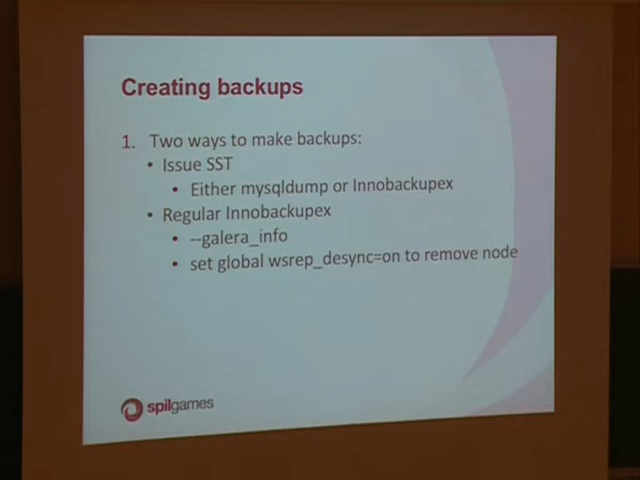 Creating backups
1. Two ways to make backups:
• Issue SST
• Either mysqldump or Innobackupex
• Regular Innobackupex
• --galera_info
• set global wsrep_desync=on to remove node
spilgames